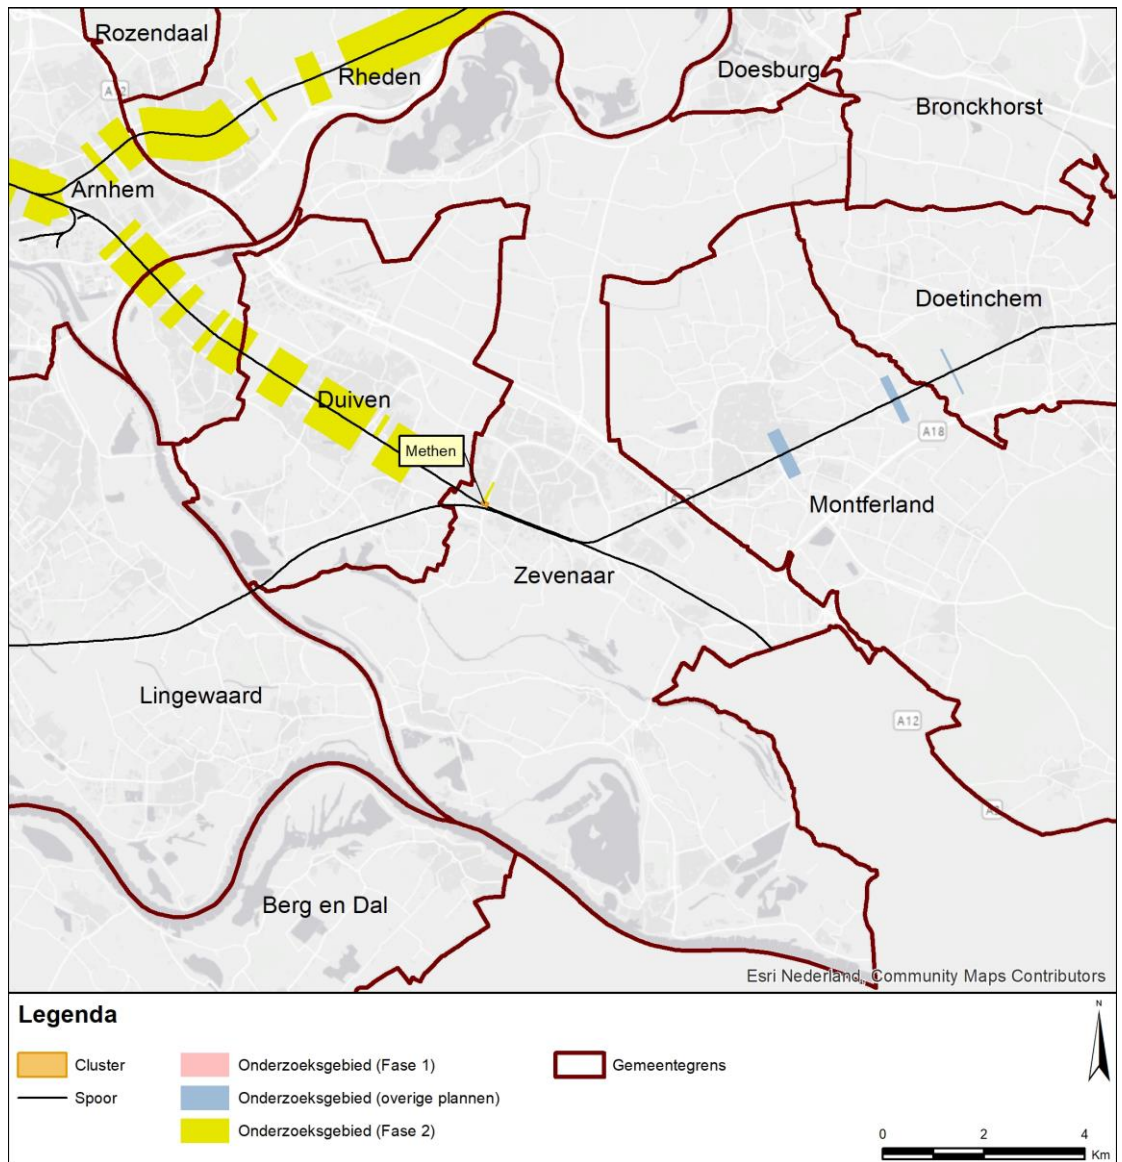 Rozendaal
Doesburg
Rheden
A12
Bronckhorst
Arnhem
Doetinchem
Duiven
A18
Methen
Montferland
Zevenaar
Lingewaard
A12
A3
Berg en Dal
Esri Nederland, Community Maps Contributors
Legenda
N
Cluster
Onderzoeksgebied (Fase 1)
Gemeentegrens
Spoor
Onderzoeksgebied (overige plannen)
Onderzoeksgebied (Fase 2)
0 2 4
Km